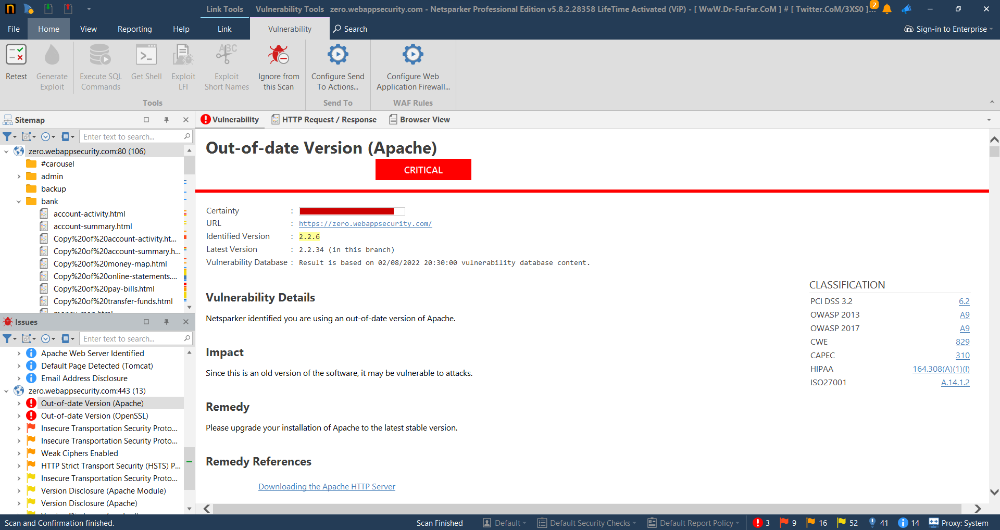 Link Tools
Vulnerability Tools
zero.webappsecurity.com - Netsparker Professional Edition v5.8.2.28358 LifeTime Activated (ViP) - [ WwW.Dr-FarFar.CoM ] # [ Twitter.CoM/3XS0 ]...
2
File
Home
View
Reporting
Help
Link
Vulnerability
Search
Sign-in to Enterprise
Retest
Generate
Exploit
Execute SQL
Commands
Get Shell
Exploit
LFI
ABC
Exploit
Short Names
Ignore from
this Scan
Configure Send
To Actions...
Configure Web
Application Firewall...
Tools
Send To
WAF Rules
Sitemap
Enter text to search...
zero.webappsecurity.com:80 (106)
#carousel
admin
backup
bank
account-activity.html
account-summary.html
Copy%20of%20account-activity.ht...
Copy%20of%20account-summary.h...
Copy%20of%20money-map.html
Copy%20of%20online-statements....
Copy%20of%20pay-bills.html
Copy%20of%20transfer-funds.html
money-map.html
Issues
Enter text to search...
Apache Web Server Identified
Default Page Detected (Tomcat)
Email Address Disclosure
zero.webappsecurity.com:443 (13)
Out-of-date Version (Apache)
Out-of-date Version (OpenSSL)
Insecure Transportation Security Proto...
Insecure Transportation Security Proto...
Weak Ciphers Enabled
HTTP Strict Transport Security (HSTS) P...
Insecure Transportation Security Proto...
Version Disclosure (Apache Module)
Version Disclosure (Apache)
Vulnerability
HTTP Request / Response
Browser View
Out-of-date Version (Apache)
CRITICAL
Certainty :
URL : https://zero.webappsecurity.com/
Identified Version : 2.2.6
Latest Version : 2.2.34 (in this branch)
Vulnerability Database : Result is based on 02/08/2022 20:30:00 vulnerability database content.
Vulnerability Details
Netsparker identified you are using an out-of-date version of Apache.
Impact
Since this is an old version of the software, it may be vulnerable to attacks.
Remedy
Please upgrade your installation of Apache to the latest stable version.
Remedy References
Downloading the Apache HTTP Server
CLASSIFICATION
PCI DSS 3.2 6.2
OWASP 2013 A9
OWASP 2017 A9
CWE 829
CAPEC 310
HIPAA 164.308(A)(1)(I)
ISO27001 A.14.1.2
Scan and Confirmation finished.
Scan Finished
Default
Default Security Checks
Default Report Policy
3
9
16
52
41
14
Proxy: System